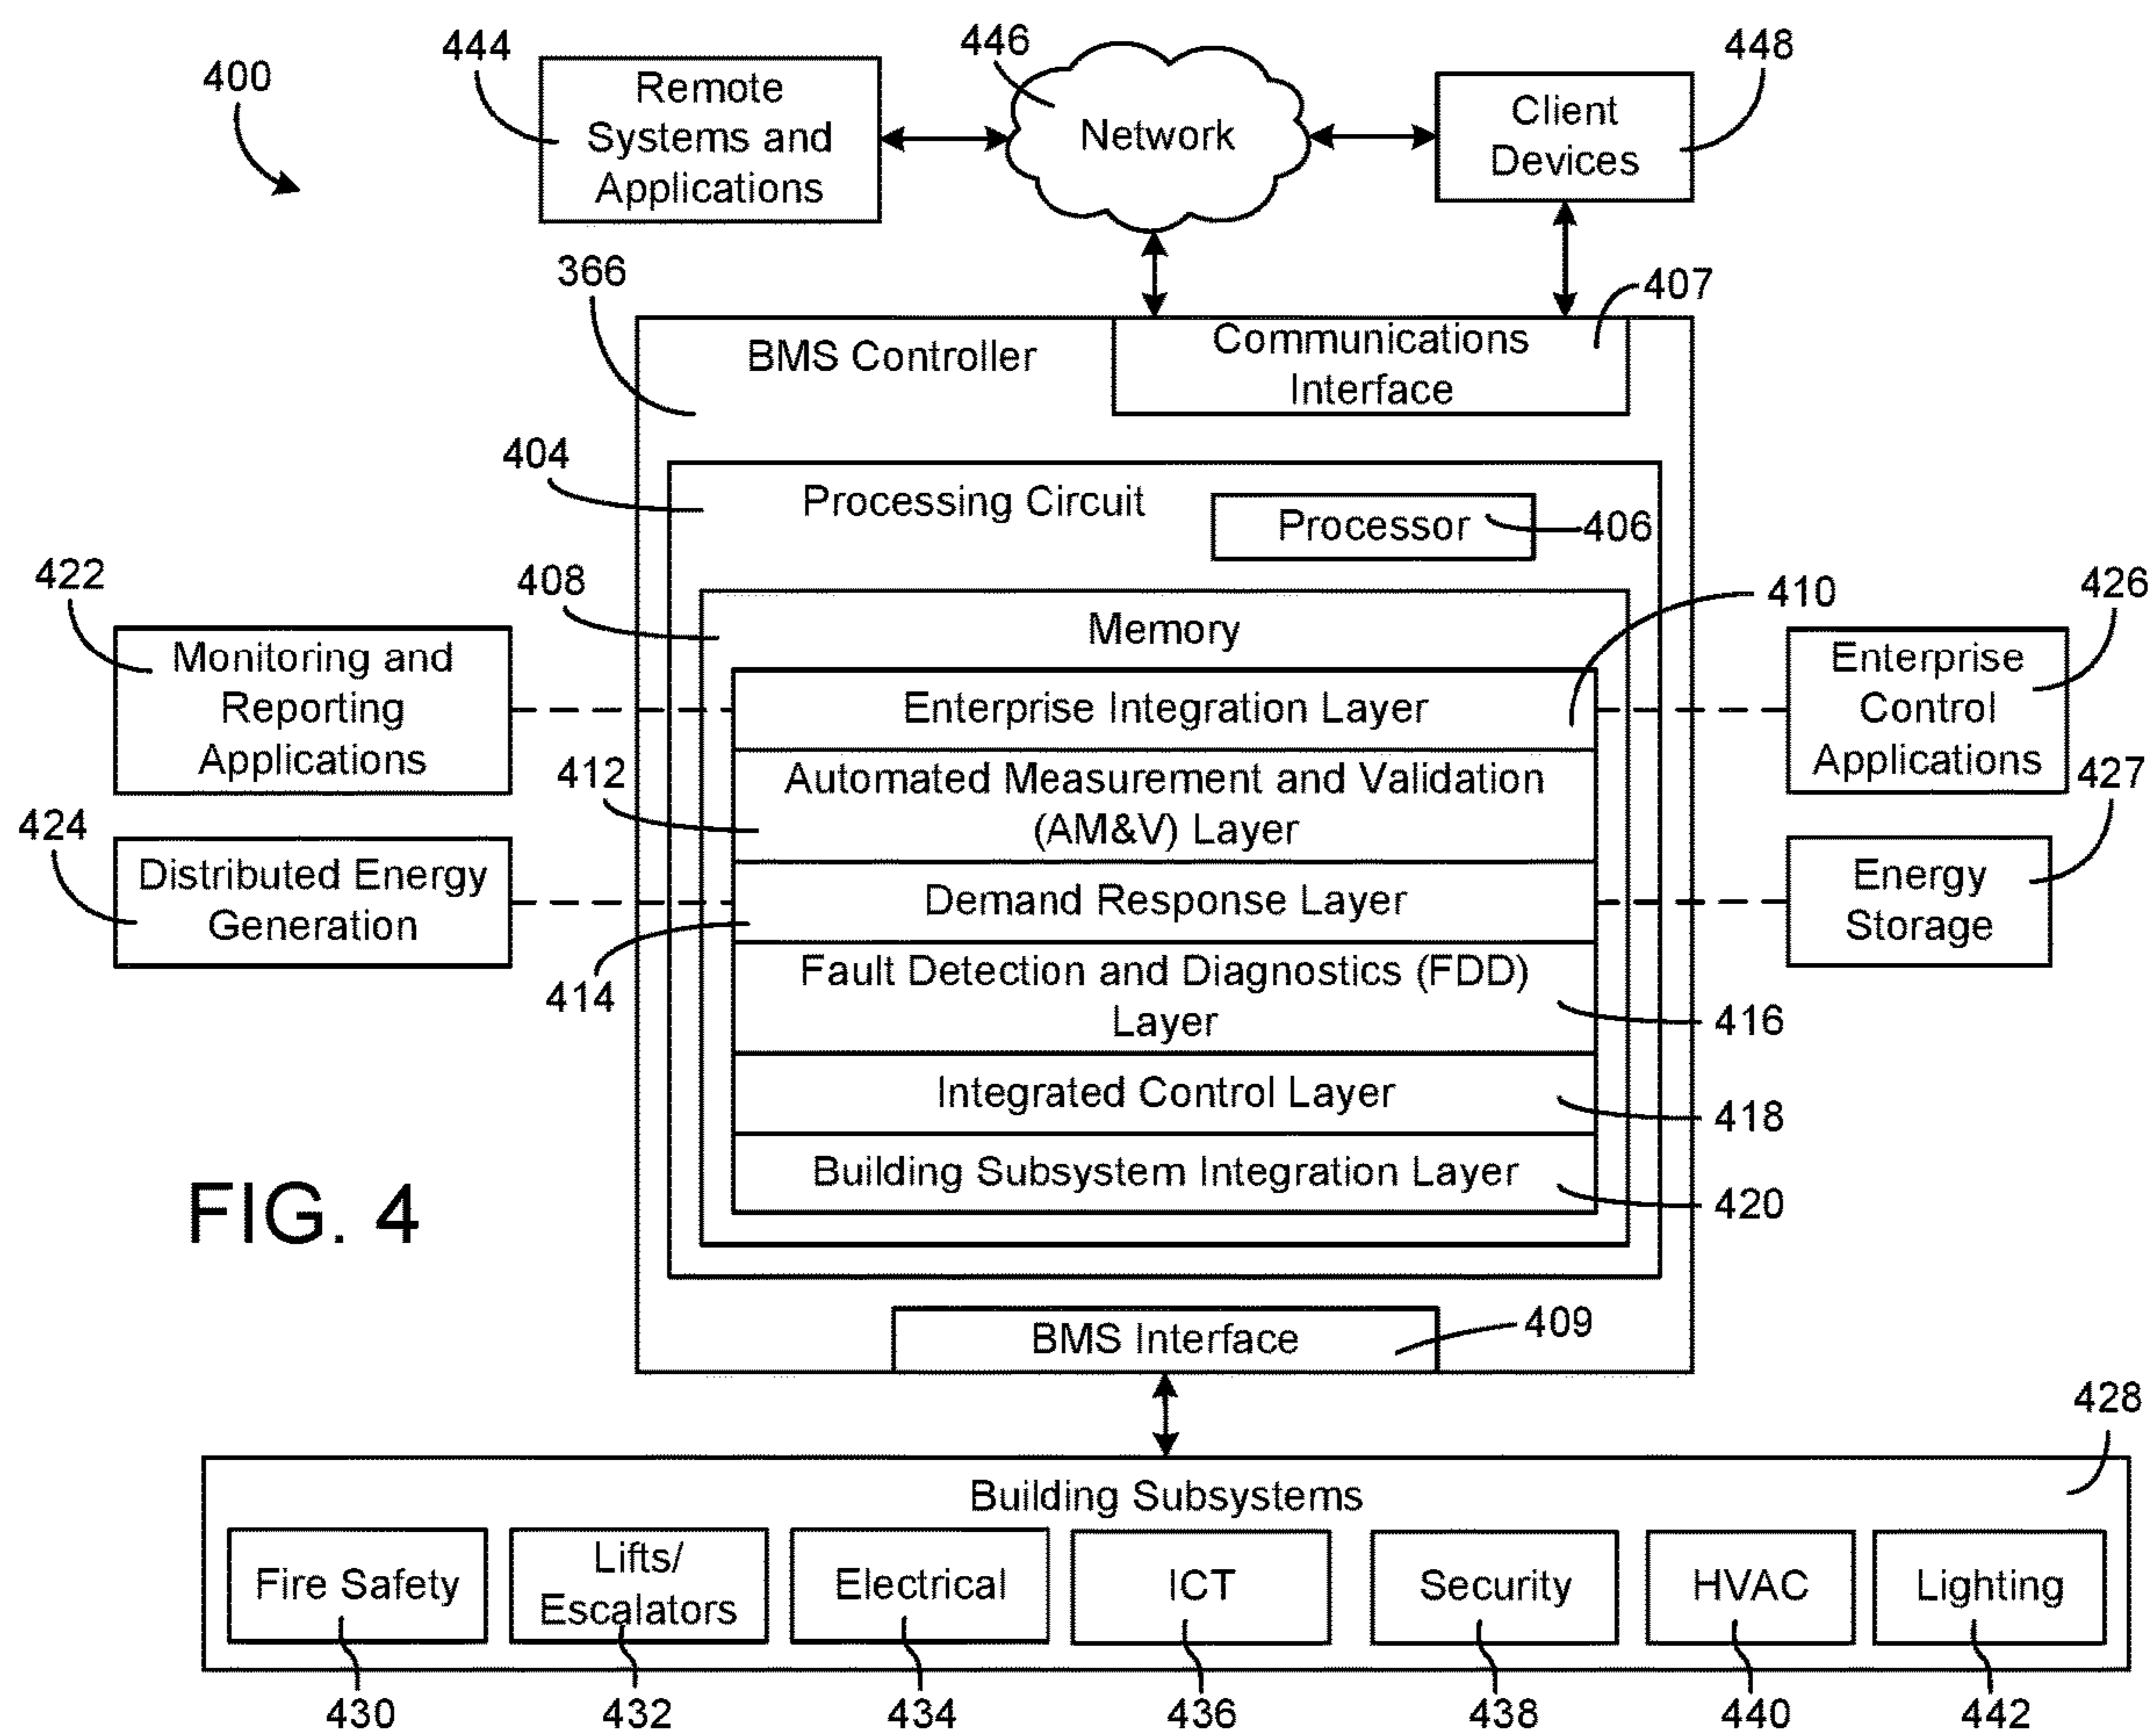 400
444
Remote
Systems and
Applications
446
Network
448
Client
Devices
366
BMS Controller
407
Communications
Interface
404
Processing Circuit
Processor
406
408
Memory
410
422
Monitoring and
Reporting
Applications
Enterprise Integration Layer
426
Enterprise
Control
Applications
412
Automated Measurement and Validation
(AM&V) Layer
427
424
Distributed Energy
Generation
Demand Response Layer
Energy
Storage
414
Fault Detection and Diagnostics (FDD)
Layer
416
Integrated Control Layer
418
Building Subsystem Integration Layer
420
FIG. 4
BMS Interface
409
428
Building Subsystems
Fire Safety
Lifts/
Escalators
Electrical
ICT
Security
HVAC
Lighting
430
432
434
436
438
440
442